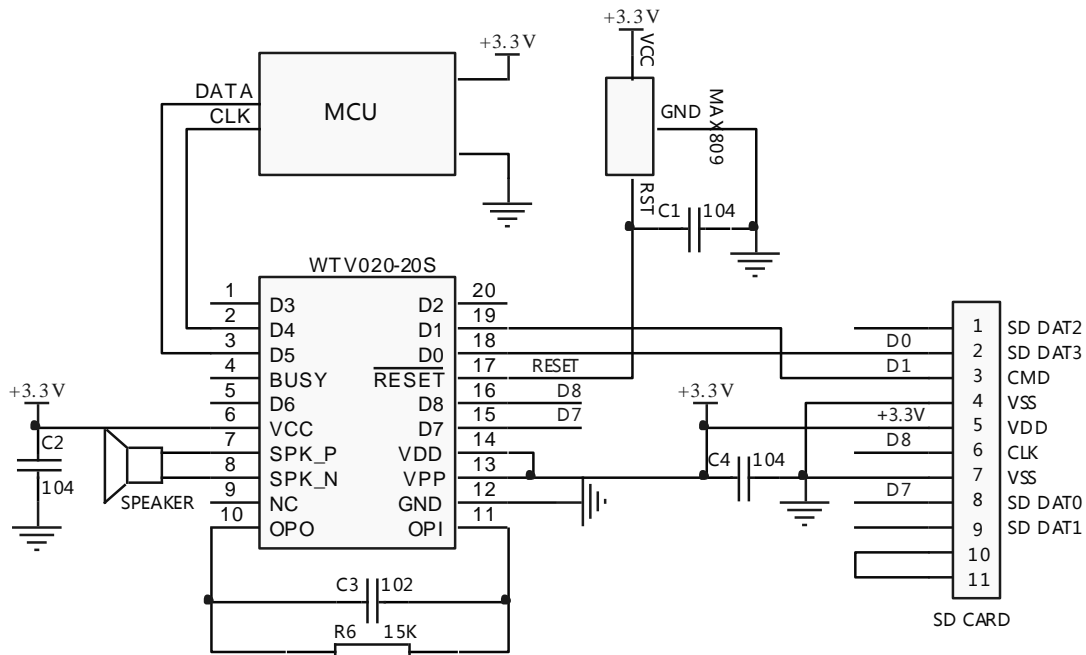 +3.3V
+3.3V
VCC
DATA
CLK
MCU
GND
MAX809
RST
C1
104
WTV020-20S
1
D3
D2
20
2
D4
D1
19
3
D5
D0
18
4
BUSY
RESET
17
RESET
5
D6
D8
16
D8
6
VCC
D7
15
D7
7
SPK_P
VDD
14
8
SPK_N
VPP
13
9
NC
GND
12
10
OPO
OPI
11
+3.3V
C2
104
SPEAKER
C3
102
R6
15K
+3.3V
C4
104
1
SD DAT2
D0
2
SD DAT3
D1
3
CMD
4
VSS
+3.3V
5
VDD
D8
6
CLK
7
VSS
D7
8
SD DAT0
9
SD DAT1
10
11
SD CARD